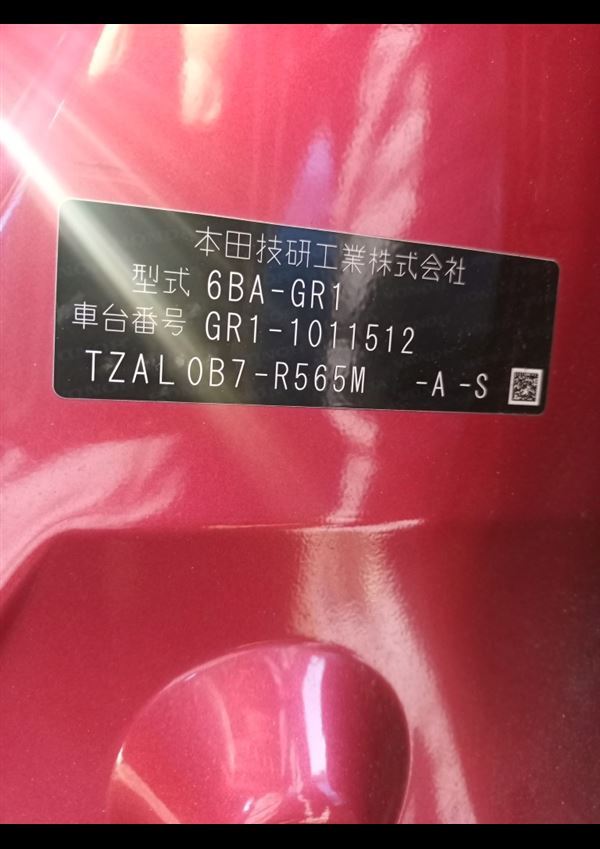 本田技研工業株式会社
型式 6BA-GR1
車台番号 GR1-1011512
TZAL0B7-R565M -A -S